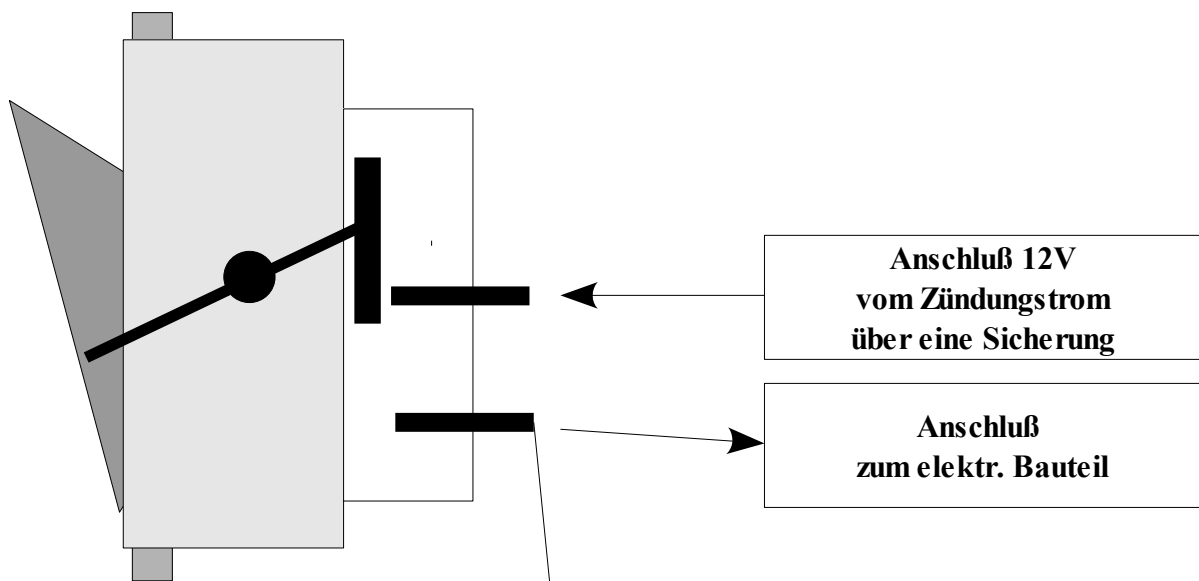 Anschluß 12V
vom Zündungstrom
über eine Sicherung
Anschluß
zum elektr. Bauteil